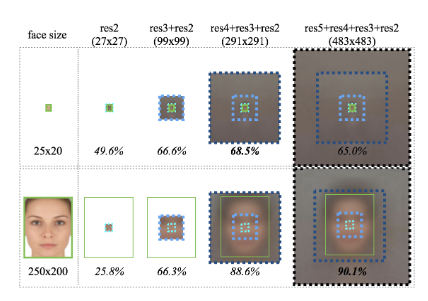 face size
res2
(27x27)
res3+res2
(99x99)
res4+res3+res2
(291x291)
res5+res4+res3+res2
(483x483)
25x20
49.6%
66.6%
68.5%
65.0%
250x200
25.8%
66.3%
88.6%
90.1%